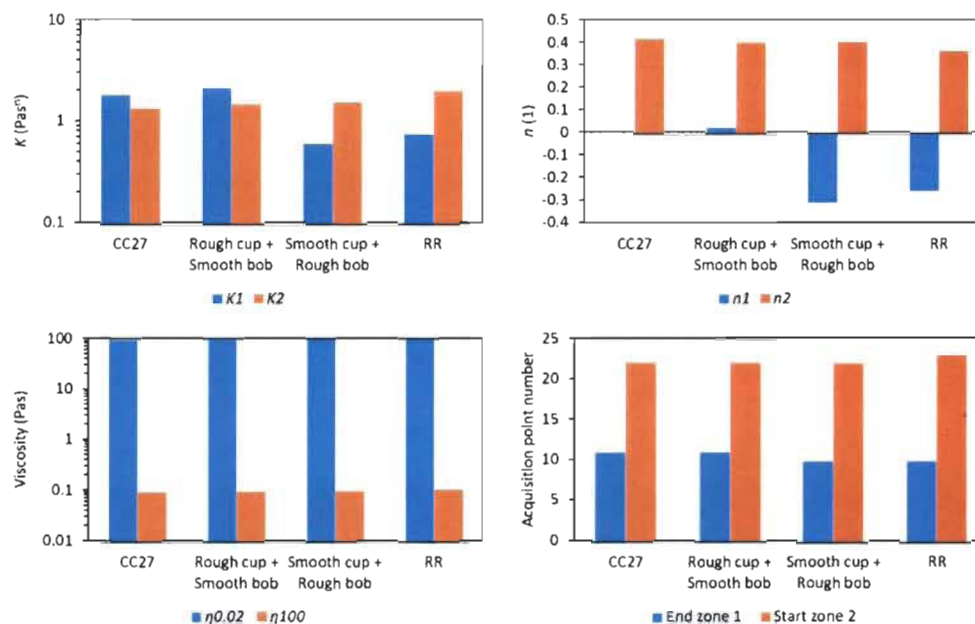 10
1
0.1
K (Pasⁿ)
CC27
Rough cup +
Smooth bob
Smooth cup +
Rough bob
RR
K1
K2
0.5
0.4
0.3
0.2
0.1
0
-0.1
-0.2
-0.3
-0.4
n (1)
CC27
Rough cup +
Smooth bob
Smooth cup +
Rough bob
RR
n1
n2
100
10
1
0.1
0.01
Viscosity (Pas)
CC27
Rough cup +
Smooth bob
Smooth cup +
Rough bob
RR
η0.02
η100
25
20
15
10
5
0
Acquisition point number
CC27
Rough cup +
Smooth bob
Smooth cup +
Rough bob
RR
End zone 1
Start zone 2